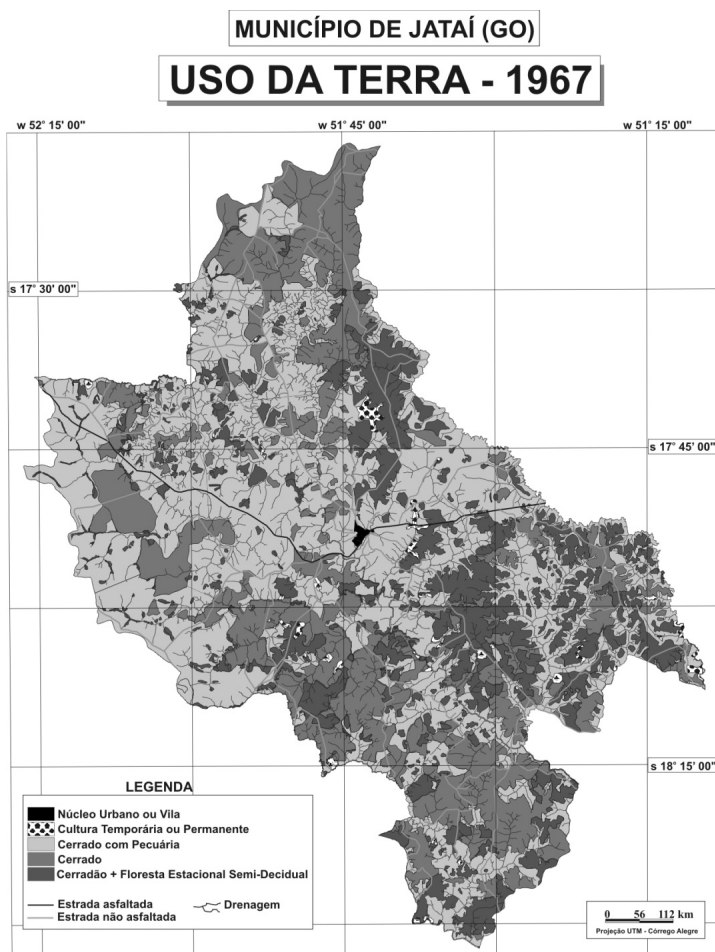 MUNICÍPIO DE JATAÍ (GO)
USO DA TERRA - 1967
w 52° 15' 00" w 51° 45' 00" w 51° 15' 00"
s 17° 30' 00"
s 17° 45' 00"
s 18° 15' 00"
LEGENDA
Núcleo Urbano ou Vila
Cultura Temporária ou Permanente
Cerrado com Pecuária
Cerrado
Cerradão + Floresta Estacional Semi-Decidual
Estrada asfaltada Drenagem
Estrada não asfaltada
0 56 112 km
Projeção UTM - Córrego Alegre